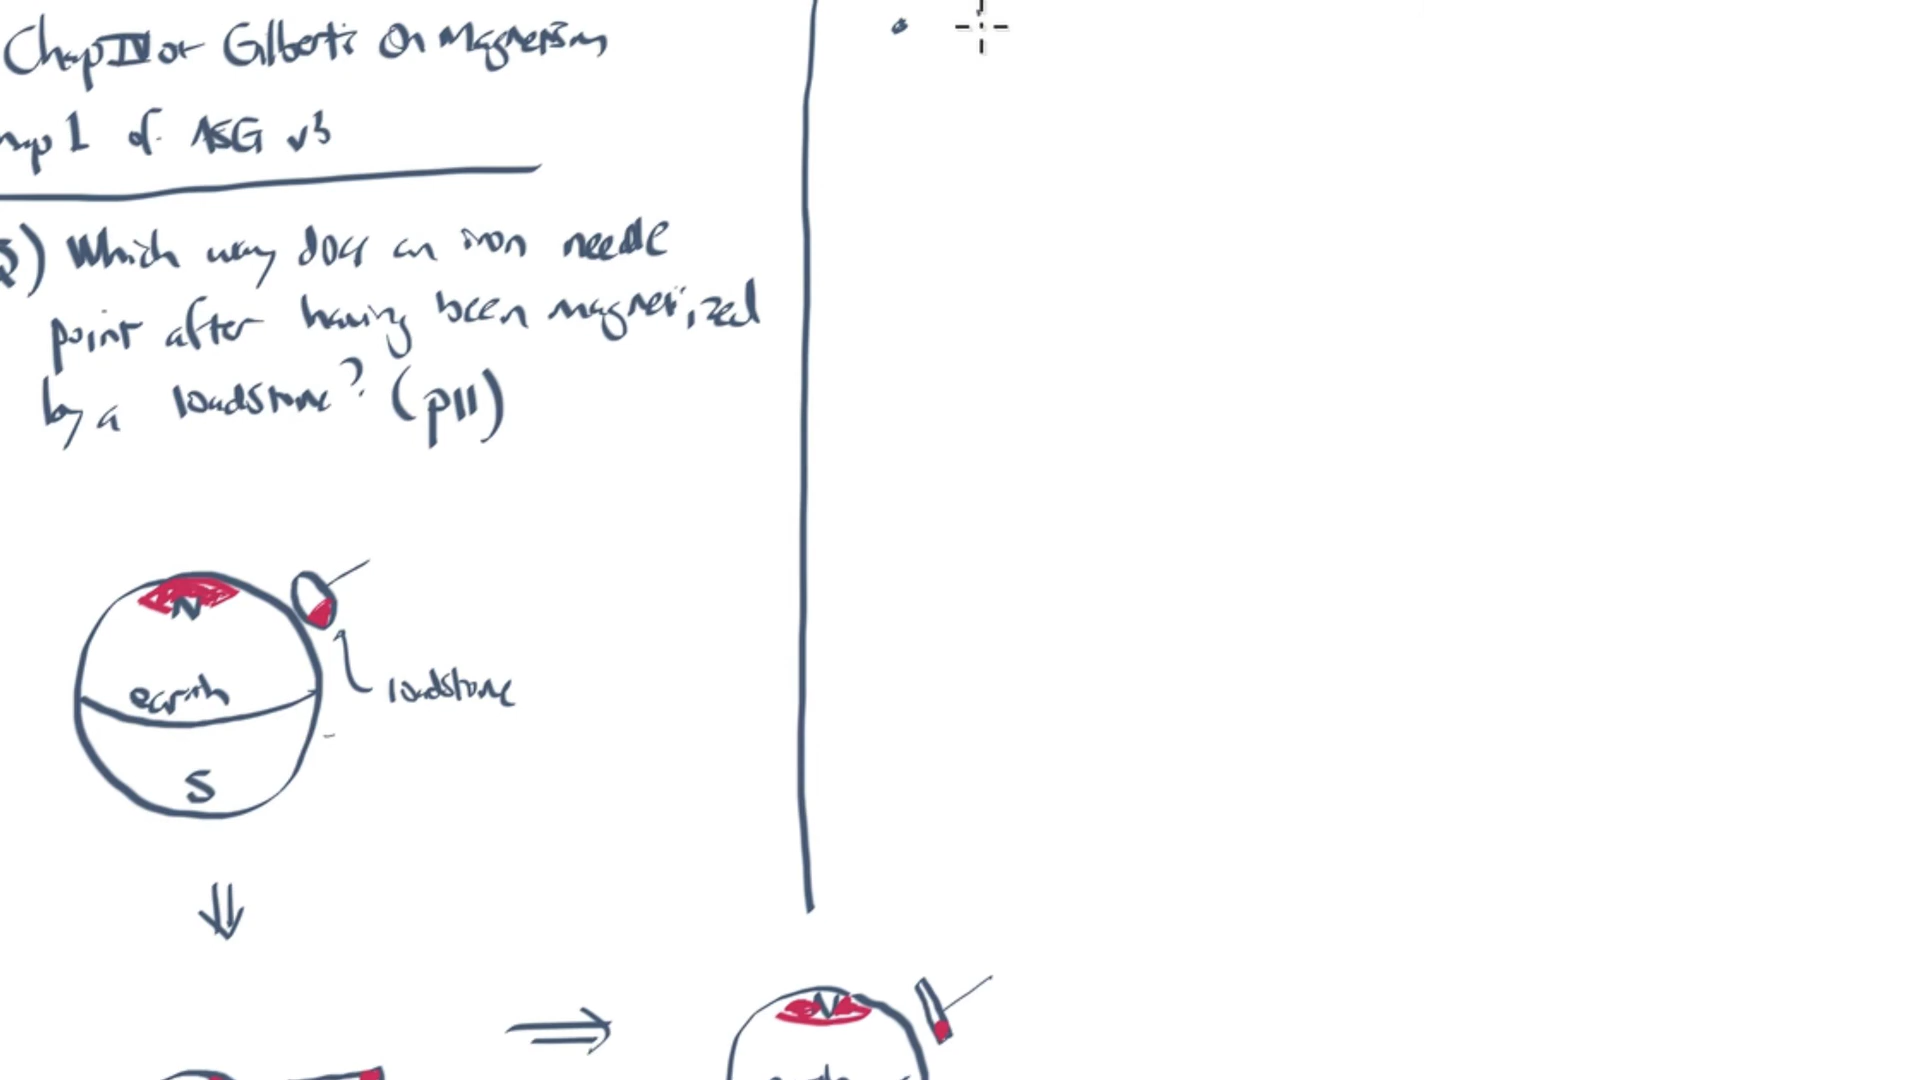 Chap IV or Gilbert's On Magnetism
1 of ASG v3
) Which way does an iron needle
point after having been magnetized
by a loadstone? (p11)
N
earth
loadstone
S
N